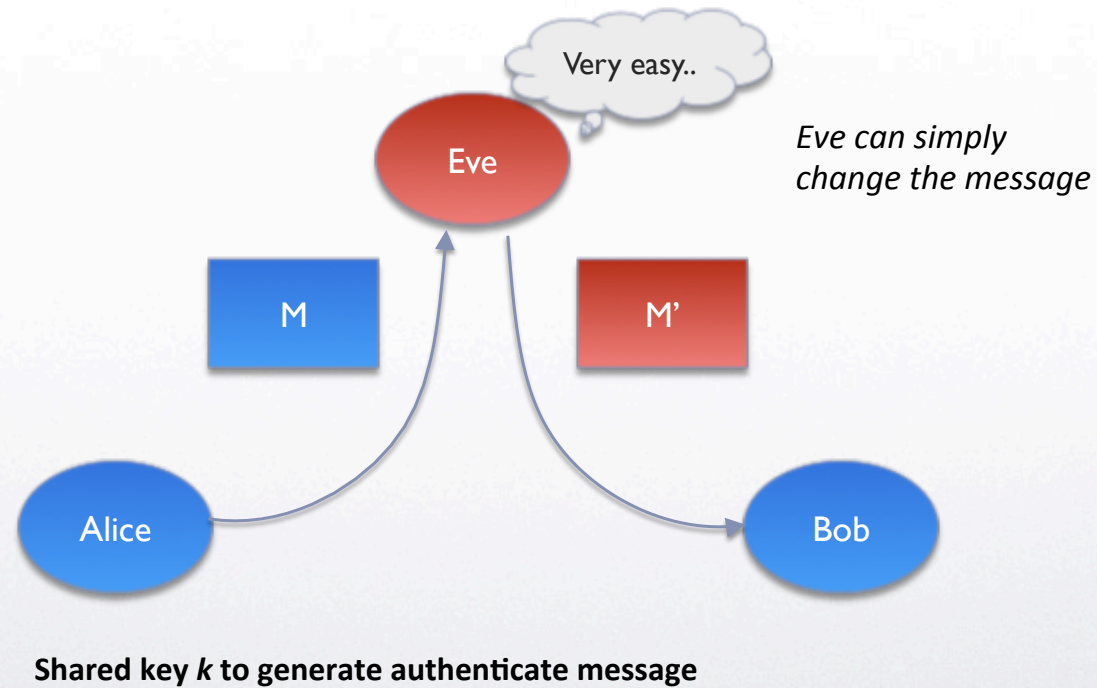 Very easy..
Eve
Eve can simply
change the message
M
M’
Alice
Bob
Shared key k to generate authenticate message